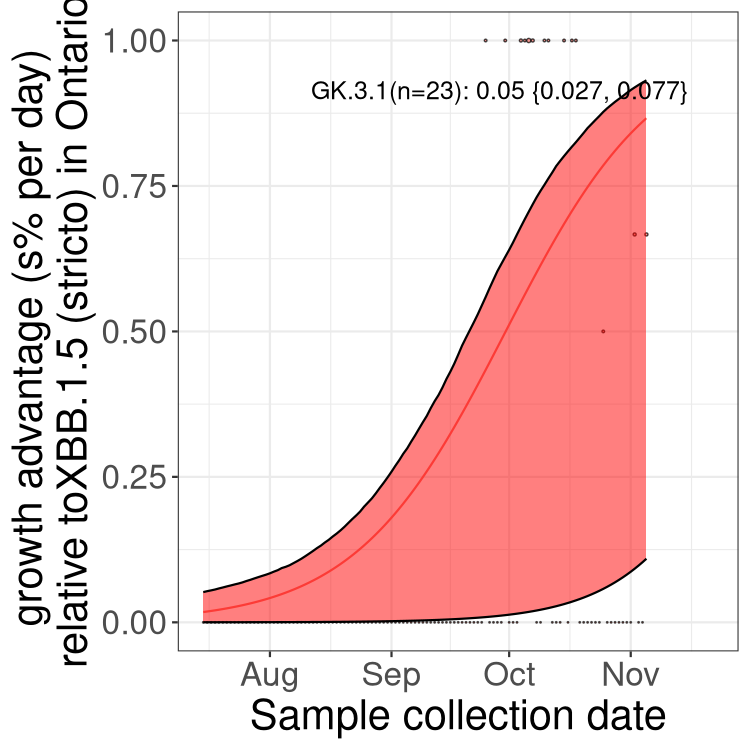 growth advantage (s% per day)
relative toXBB.1.5 (stricto) in Ontario
1.00
0.75
0.50
0.25
0.00
GK.3.1(n=23): 0.05 {0.027, 0.077}
Aug Sep Oct Nov
Sample collection date